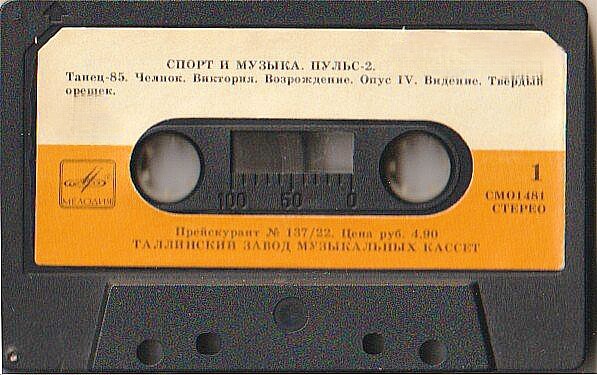 СПОРТ И МУЗЫКА. ПУЛЬС-2.
Танец-85. Челнок. Виктория. Возрождение. Опус IV. Видение. Твердый
орешек.
1
МЕЛОДИЯ
100 50 0
СМ01481
СТЕРЕО
Прейскурант № 137/22. Цена руб. 4.90
ТАЛЛИНСКИЙ ЗАВОД МУЗЫКАЛЬНЫХ КАССЕТ